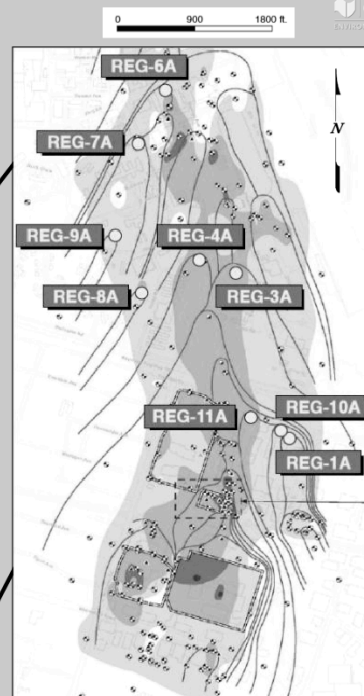 0 900 1800 ft.
ENVIRO
REG-6A
N
REG-7A
REG-9A
REG-4A
REG-8A
REG-3A
REG-11A
REG-10A
REG-1A